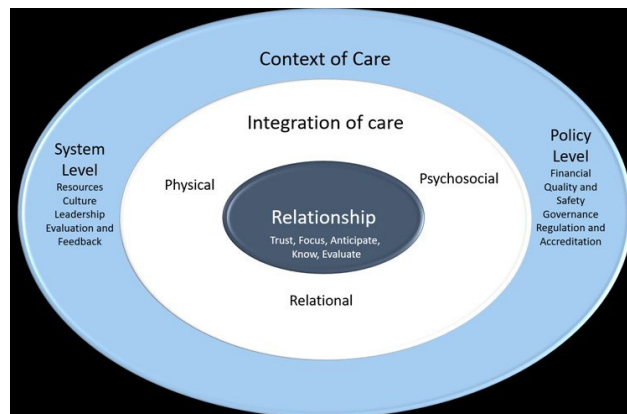 Context of Care
Integration of care
System
Level
Resources
Culture
Leadership
Evaluation and
Feedback
Physical
Psychosocial
Policy
Level
Financial
Quality and
Safety
Governance
Regulation and
Accreditation
Relationship
Trust, Focus, Anticipate,
Know, Evaluate
Relational